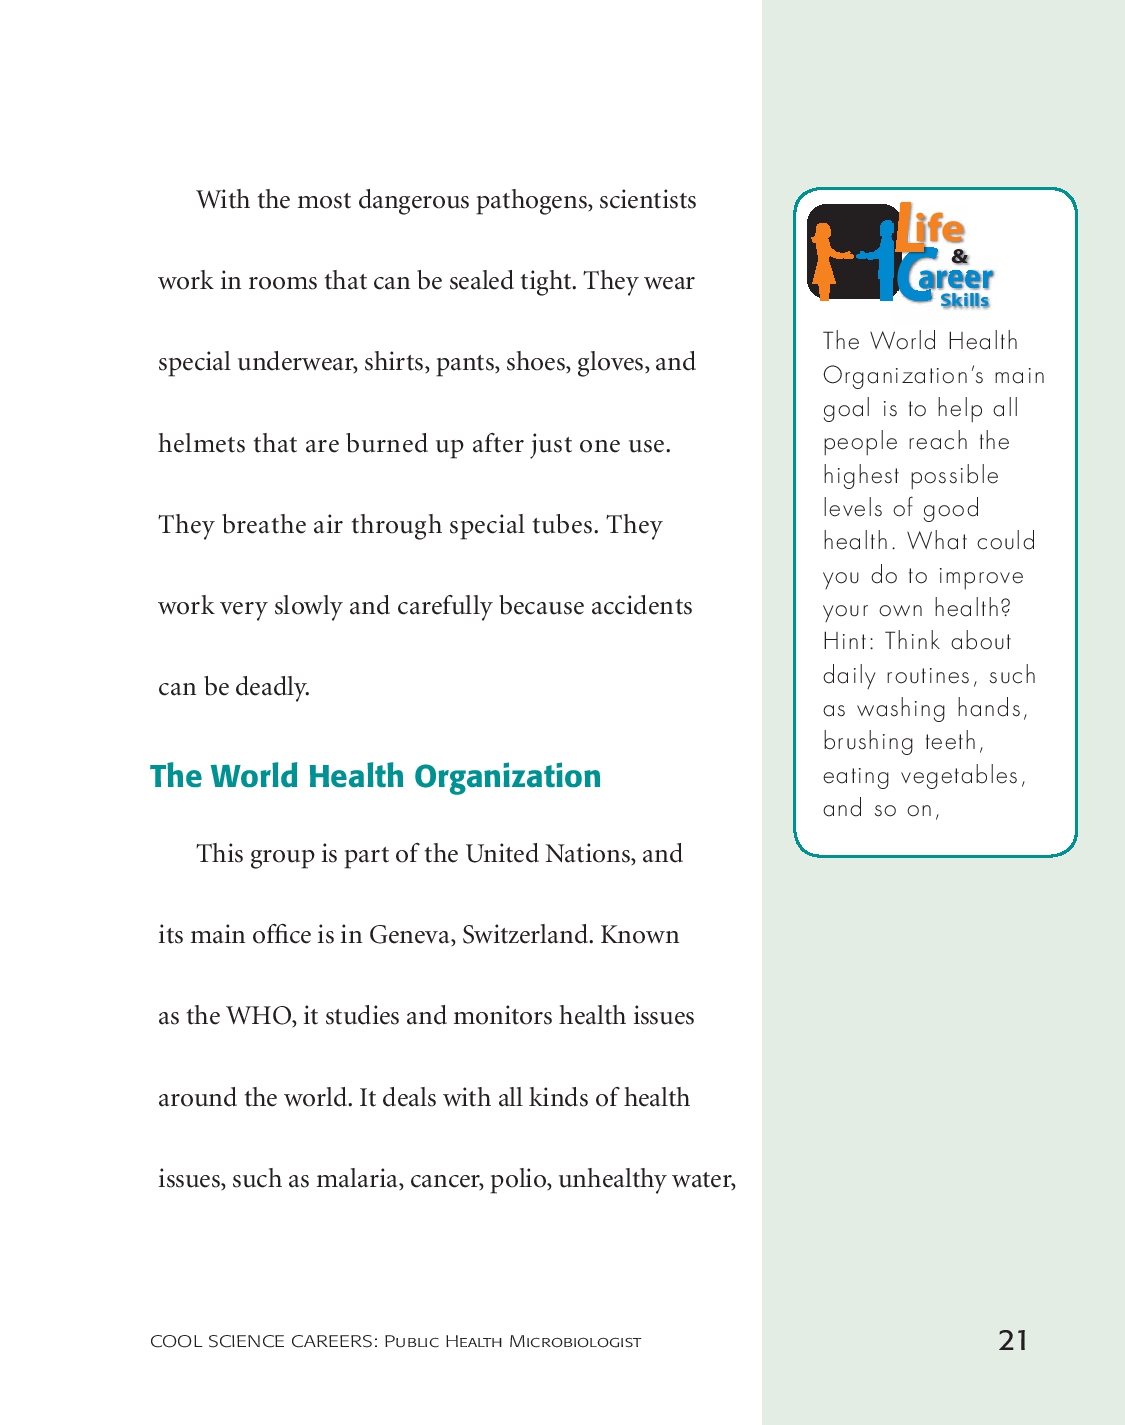 With the most dangerous pathogens, scientists
work in rooms that can be sealed tight. They wear
special underwear, shirts, pants, shoes, gloves, and
helmets that are burned up after just one use.
They breathe air through special tubes. They
work very slowly and carefully because accidents
can be deadly.
The World Health Organization
This group is part of the United Nations, and
its main office is in Geneva, Switzerland. Known
as the WHO, it studies and monitors health issues
around the world. It deals with all kinds of health
issues, such as malaria, cancer, polio, unhealthy water,
Life
&
Career
Skills
The World Health
Organization’s main
goal is to help all
people reach the
highest possible
levels of good
health. What could
you do to improve
your own health?
Hint: Think about
daily routines, such
as washing hands,
brushing teeth,
eating vegetables,
and so on,
COOL SCIENCE CAREERS: Public Health Microbiologist
21